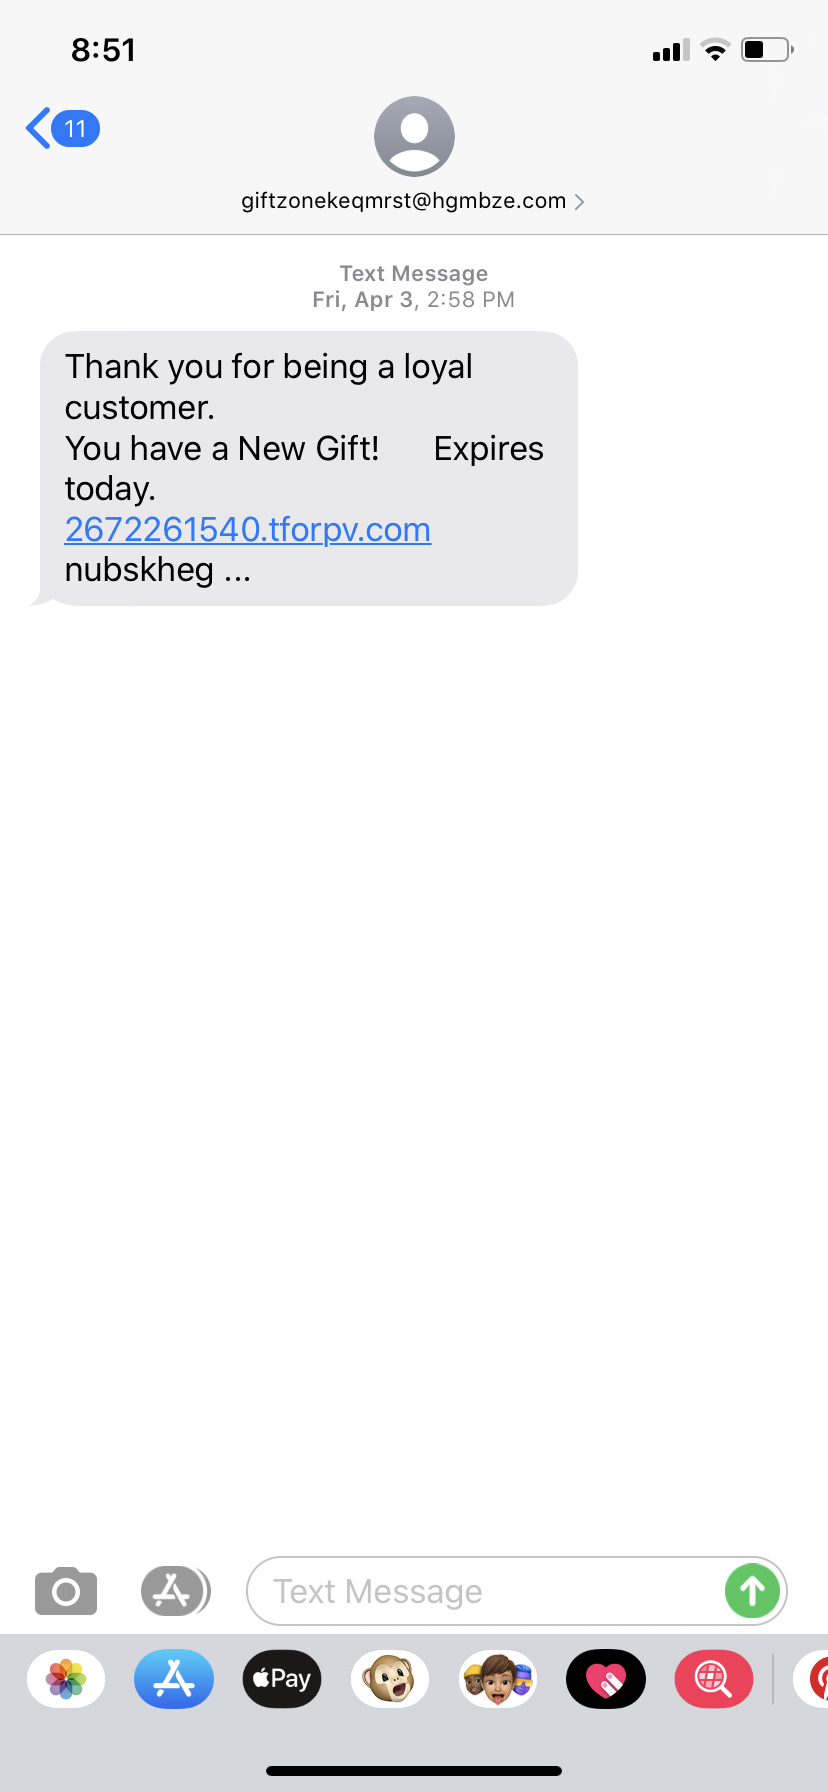 8:51
11
giftzonekeqmrst@hgmbze.com
Text Message
Fri, Apr 3, 2:58 PM
Thank you for being a loyal
customer.
You have a New Gift! Expires
today.
2672261540.tforpv.com
nubskheg ...
Text Message
Pay